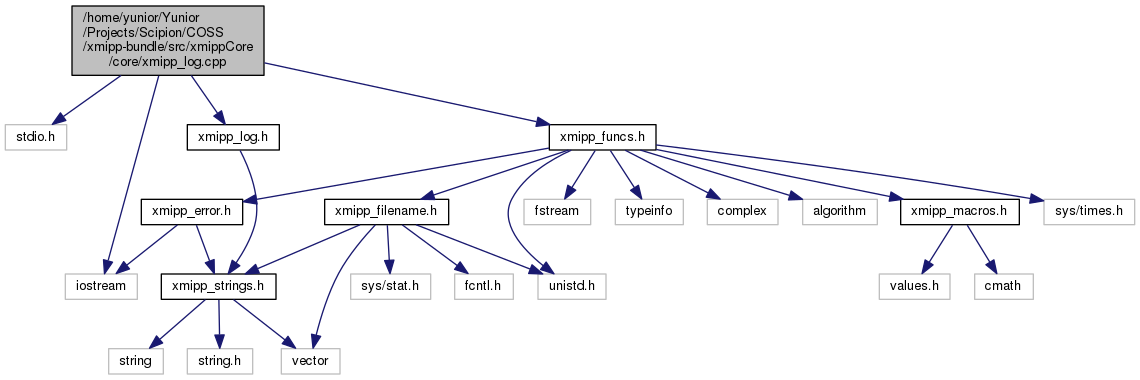 /home/yunior/Yunior
/Projects/Scipion/COSS
/xmipp-bundle/src/xmippCore
/core/xmipp_log.cpp
stdio.h
xmipp_log.h
xmipp_funcs.h
xmipp_error.h
xmipp_filename.h
fstream
typeinfo
complex
algorithm
xmipp_macros.h
sys/times.h
iostream
xmipp_strings.h
sys/stat.h
fcntl.h
unistd.h
values.h
cmath
string
string.h
vector